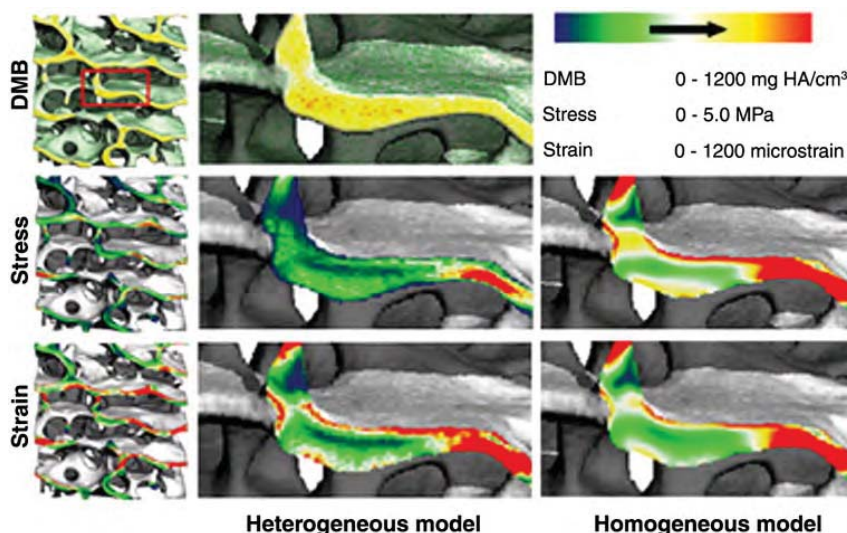 DMB
DMB 0 - 1200 mg HA/cm³
Stress 0 - 5.0 MPa
Strain 0 - 1200 microstrain
Stress
Strain
Heterogeneous model
Homogeneous model